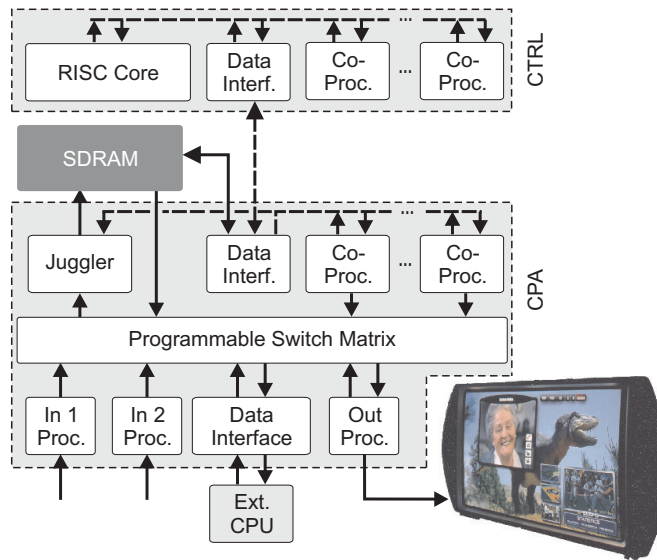 ...
RISC Core
Data
Interf.
Co-
Proc.
...
Co-
Proc.
CTRL
SDRAM
...
Juggler
Data
Interf.
Co-
Proc.
...
Co-
Proc.
CPA
Programmable Switch Matrix
In 1
Proc.
In 2
Proc.
Data
Interface
Out
Proc.
Ext.
CPU